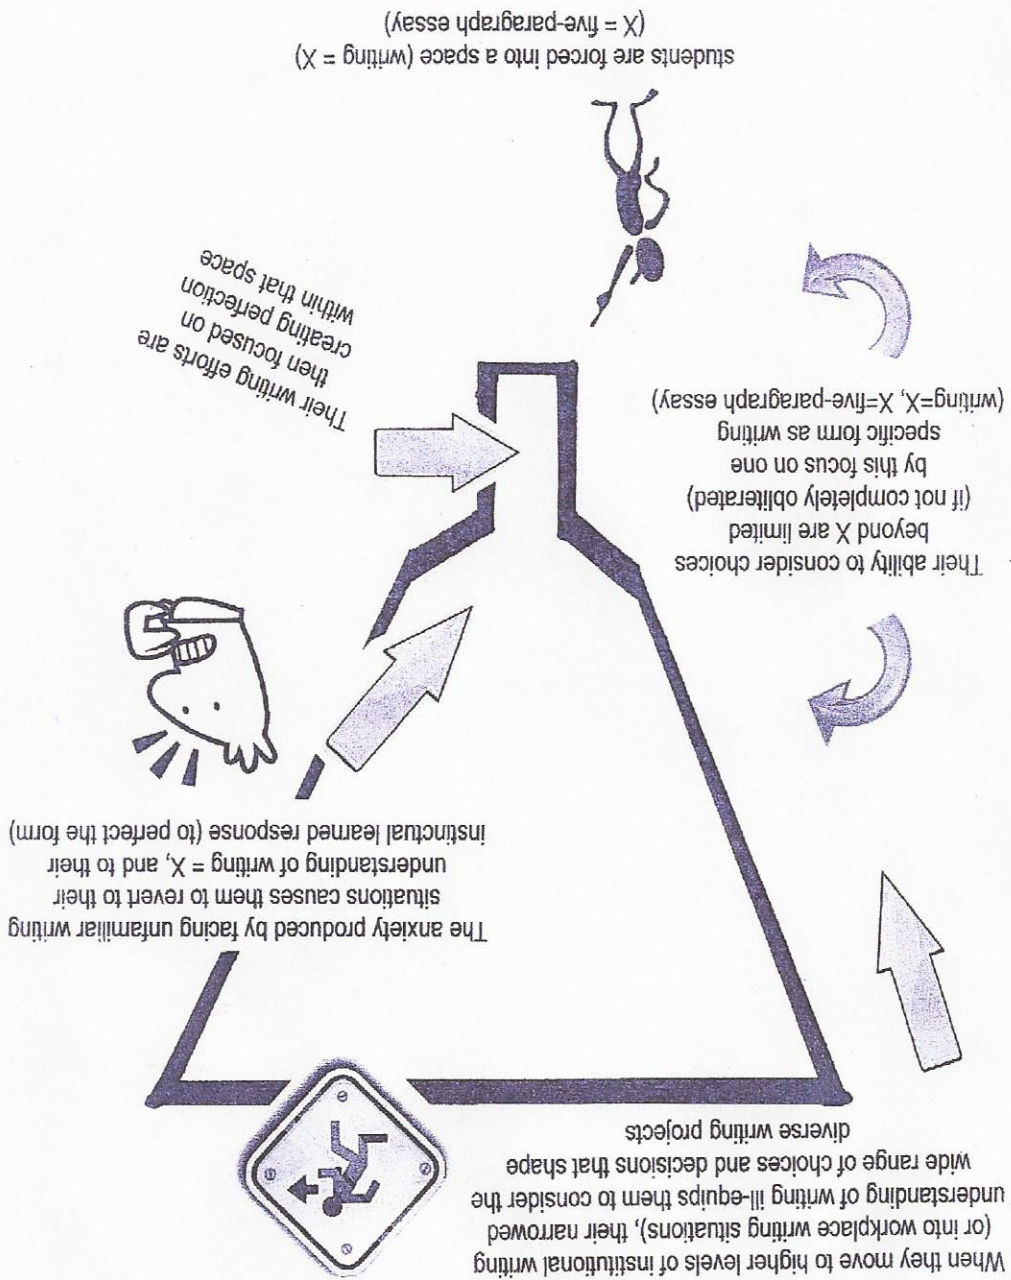 When they move to higher levels of institutional writing
(or into workplace writing situations), their narrowed
understanding of writing ill-equips them to consider the
wide range of choices and decisions that shape
diverse writing projects
The anxiety produced by facing unfamiliar writing
situations causes them to revert to their
understanding of writing = X, and to their
instinctual learned response (to perfect the form)
Their ability to consider choices
beyond X are limited
(if not completely obliterated)
by this focus on one
specific form as writing
(writing=X, X=five-paragraph essay)
Their writing efforts are
then focused on
creating perfection
within that space
students are forced into a space (writing = X)
(X = five-paragraph essay)